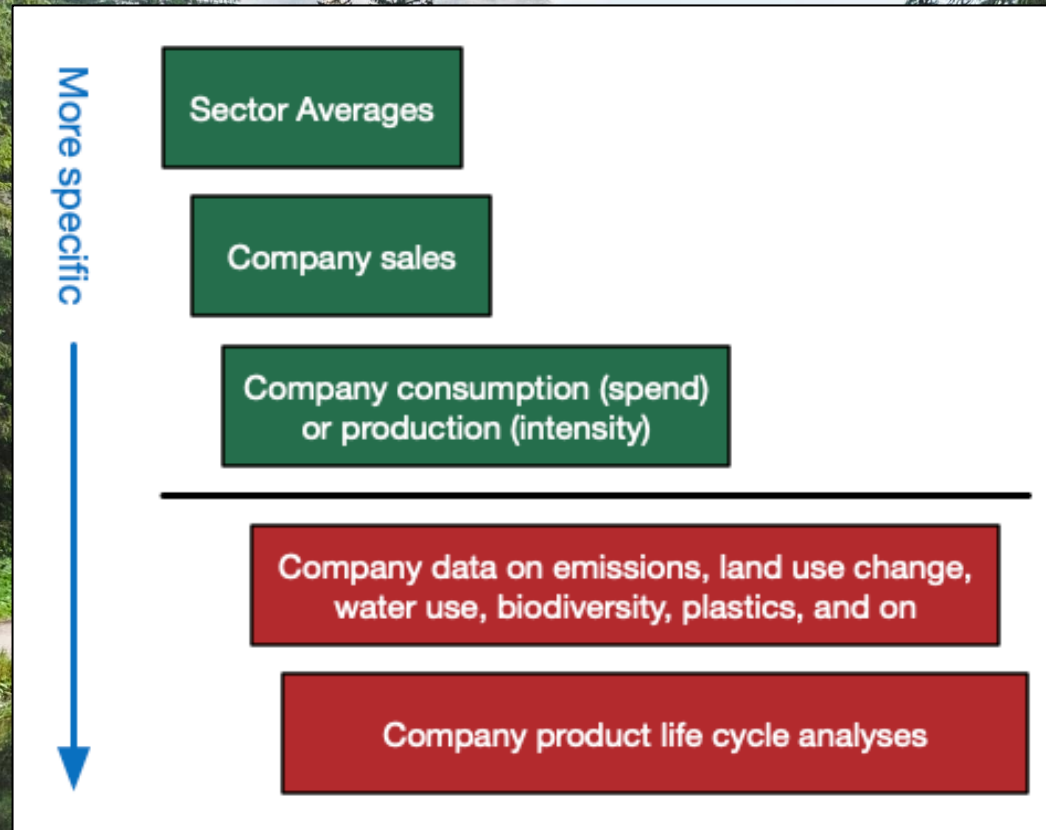 More specific
Sector Averages
Company sales
Company consumption (spend)
or production (intensity)
Company data on emissions, land use change,
water use, biodiversity, plastics, and on
Company product life cycle analyses